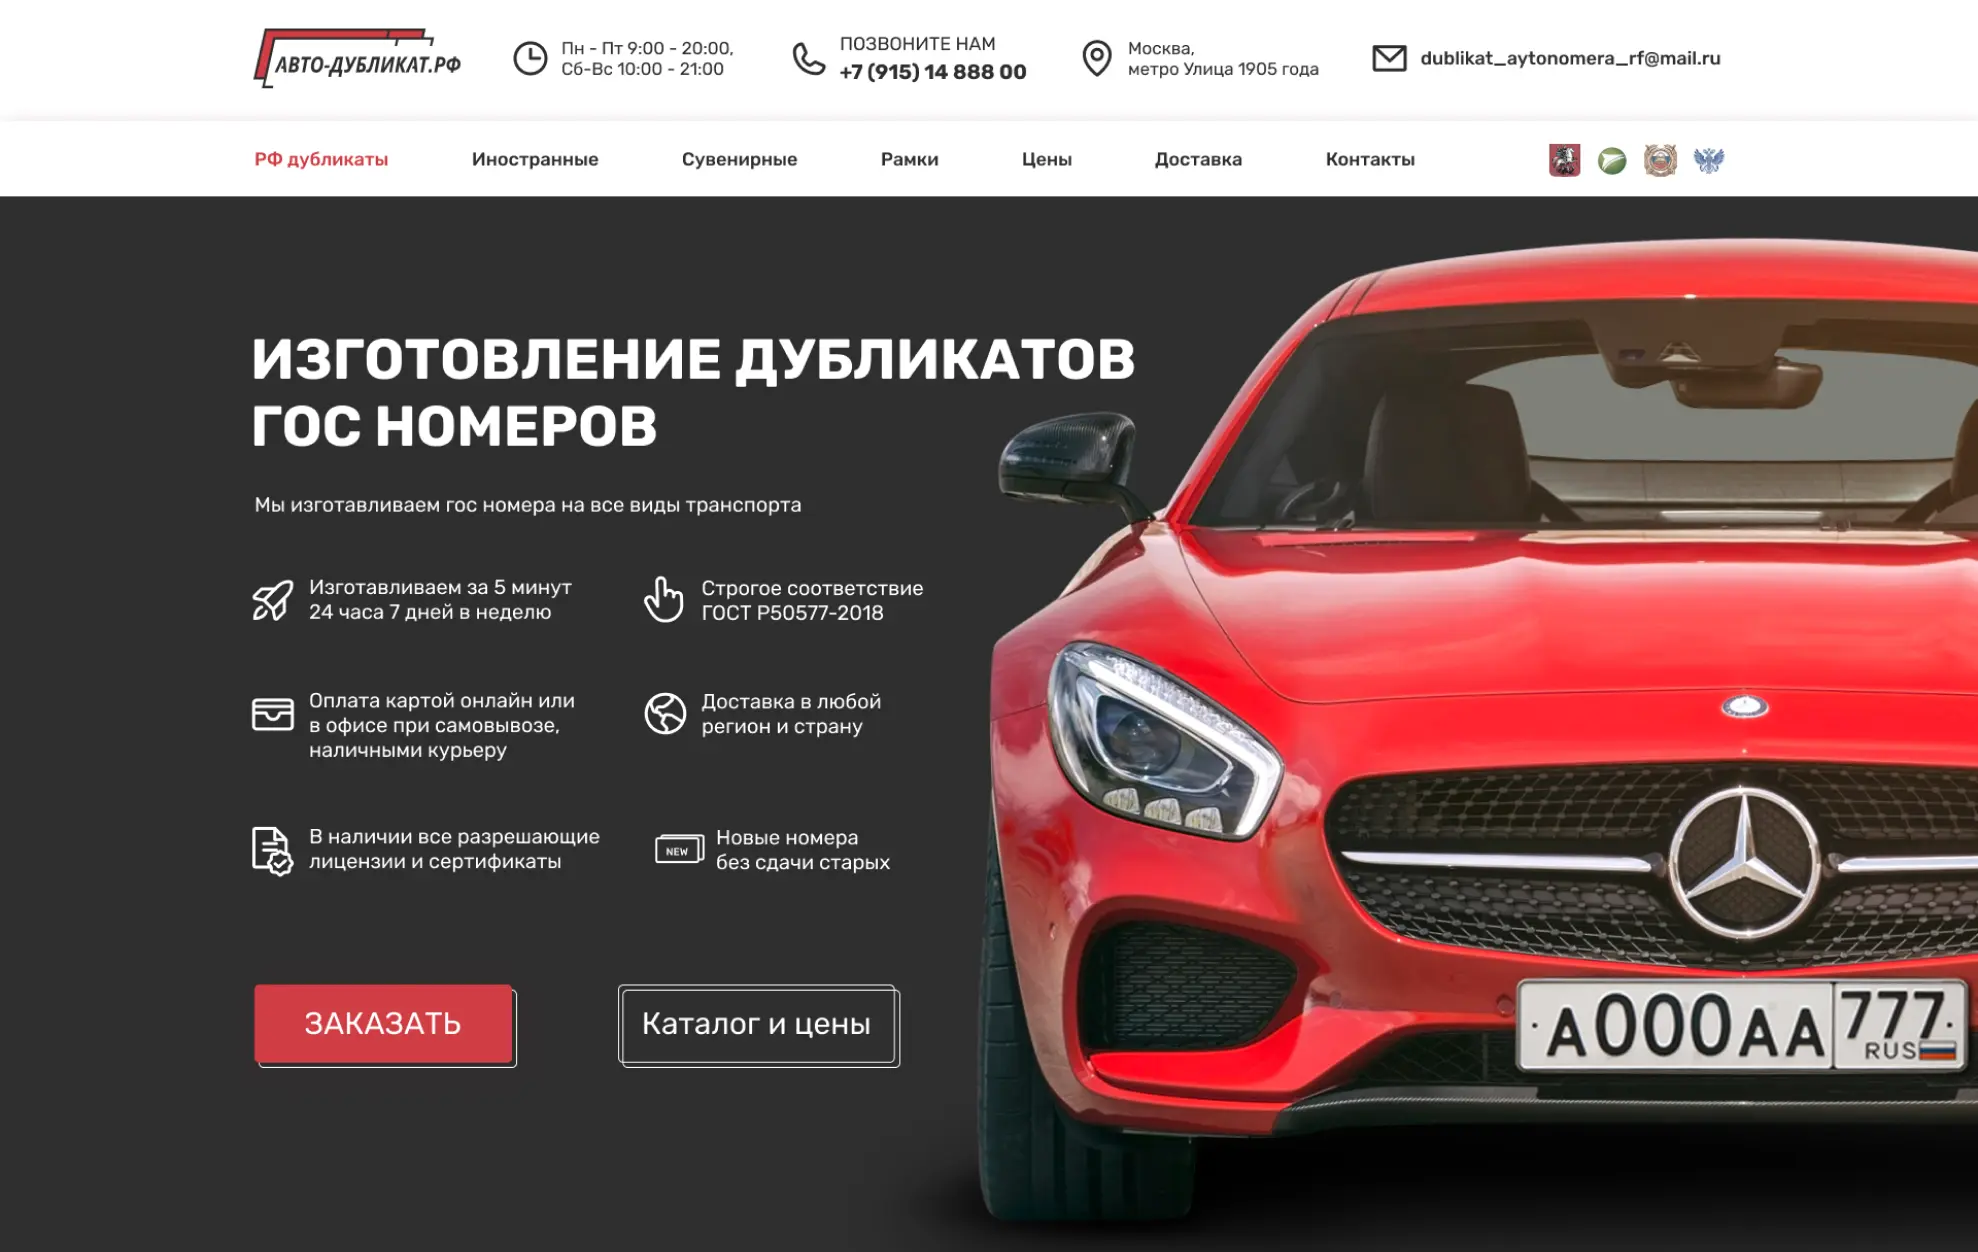 АВТО-ДУБЛИКАТ.РФ
Пн - Пт 9:00 - 20:00,
Сб-Вс 10:00 - 21:00
ПОЗВОНИТЕ НАМ
+7 (915) 14 888 00
Москва,
метро Улица 1905 года
dublikat_aytonomera_rf@mail.ru
РФ дубликаты
Иностранные
Сувенирные
Рамки
Цены
Доставка
Контакты
ИЗГОТОВЛЕНИЕ ДУБЛИКАТОВ
ГОС НОМЕРОВ
Мы изготавливаем гос номера на все виды транспорта
Изготавливаем за 5 минут
24 часа 7 дней в неделю
Строгое соответствие
ГОСТ Р50577-2018
Оплата картой онлайн или
в офисе при самовывозе,
наличными курьеру
Доставка в любой
регион и страну
В наличии все разрешающие
лицензии и сертификаты
NEW
Новые номера
без сдачи старых
ЗАКАЗАТЬ
Каталог и цены
А000АА 777
RUS